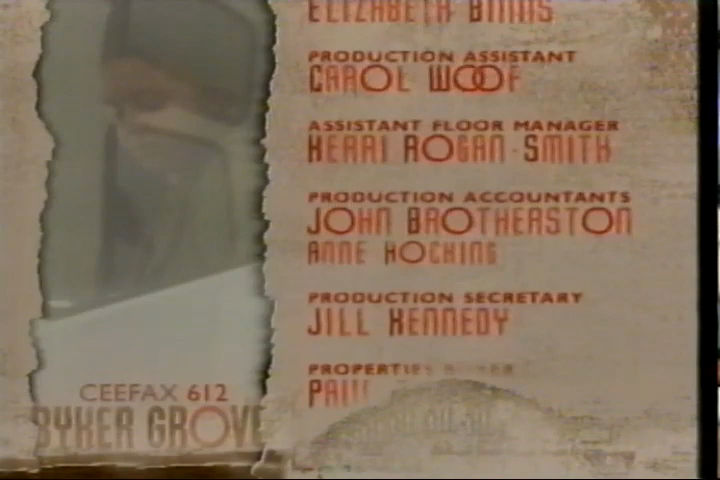 ELIZABETH BINNS
PRODUCTION ASSISTANT
CAROL WOOF
ASSISTANT FLOOR MANAGER
KERRI ROGAN-SMITH
PRODUCTION ACCOUNTANTS
JOHN BROTHERSTON
ANNE HOCKING
PRODUCTION SECRETARY
JILL KENNEDY
PROPERTIES
CEEFAX 612
BYKER GROVE